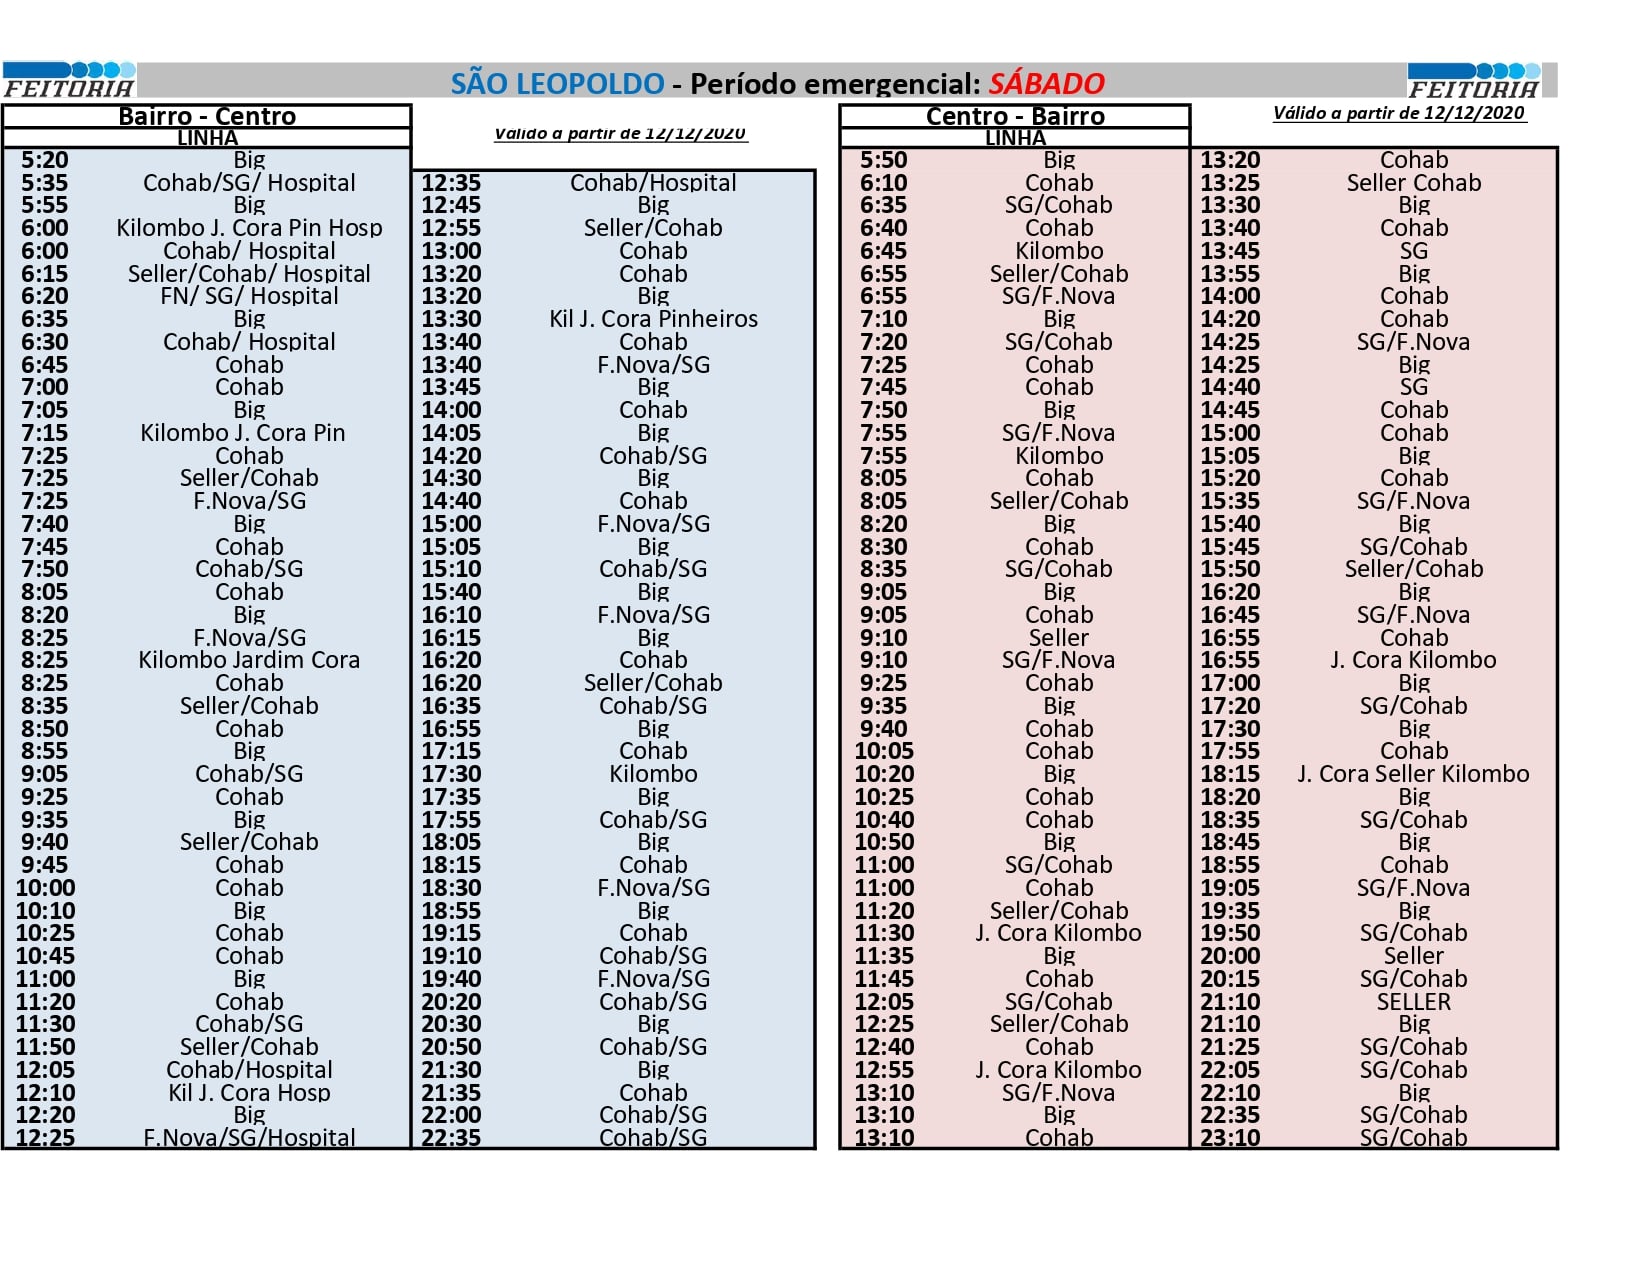 FEITORIA
SÃO LEOPOLDO - Período emergencial: SÁBADO
FEITORIA
Bairro - Centro
LINHA
Válido a partir de 12/12/2020
5:20 Big
5:35 Cohab/SG/ Hospital
5:55 Big
6:00 Kilombo J. Cora Pin Hosp
6:00 Cohab/ Hospital
6:15 Seller/Cohab/ Hospital
6:20 FN/ SG/ Hospital
6:35 Big
6:30 Cohab/ Hospital
6:45 Cohab
7:00 Cohab
7:05 Big
7:15 Kilombo J. Cora Pin
7:25 Cohab
7:25 Seller/Cohab
7:25 F.Nova/SG
7:40 Big
7:45 Cohab
7:50 Cohab/SG
8:05 Cohab
8:20 Big
8:25 F.Nova/SG
8:25 Kilombo Jardim Cora
8:25 Cohab
8:35 Seller/Cohab
8:50 Cohab
8:55 Big
9:05 Cohab/SG
9:25 Cohab
9:35 Big
9:40 Seller/Cohab
9:45 Cohab
10:00 Cohab
10:10 Big
10:25 Cohab
10:45 Cohab
11:00 Big
11:20 Cohab
11:30 Cohab/SG
11:50 Seller/Cohab
12:05 Cohab/Hospital
12:10 Kil J. Cora Hosp
12:20 Big
12:25 F.Nova/SG/Hospital
12:35 Cohab/Hospital
12:45 Big
12:55 Seller/Cohab
13:00 Cohab
13:20 Cohab
13:20 Big
13:30 Kil J. Cora Pinheiros
13:40 Cohab
13:40 F.Nova/SG
13:45 Big
14:00 Cohab
14:05 Big
14:20 Cohab/SG
14:30 Big
14:40 Cohab
15:00 F.Nova/SG
15:05 Big
15:10 Cohab/SG
15:40 Big
16:10 F.Nova/SG
16:15 Big
16:20 Cohab
16:20 Seller/Cohab
16:35 Cohab/SG
16:55 Big
17:15 Cohab
17:30 Kilombo
17:35 Big
17:55 Cohab/SG
18:05 Big
18:15 Cohab
18:30 F.Nova/SG
18:55 Big
19:15 Cohab
19:10 Cohab/SG
19:40 F.Nova/SG
20:20 Cohab/SG
20:30 Big
20:50 Cohab/SG
21:30 Big
21:35 Cohab
22:00 Cohab/SG
22:35 Cohab/SG
Centro - Bairro
LINHA
Válido a partir de 12/12/2020
5:50 Big
6:10 Cohab
6:35 SG/Cohab
6:40 Cohab
6:45 Kilombo
6:55 Seller/Cohab
6:55 SG/F.Nova
7:10 Big
7:20 SG/Cohab
7:25 Cohab
7:45 Cohab
7:50 Big
7:55 SG/F.Nova
7:55 Kilombo
8:05 Cohab
8:05 Seller/Cohab
8:20 Big
8:30 Cohab
8:35 SG/Cohab
9:05 Big
9:05 Cohab
9:10 Seller
9:10 SG/F.Nova
9:25 Cohab
9:35 Big
9:40 Cohab
10:05 Cohab
10:20 Big
10:25 Cohab
10:40 Cohab
10:50 Big
11:00 SG/Cohab
11:00 Cohab
11:20 Seller/Cohab
11:30 J. Cora Kilombo
11:35 Big
11:45 Cohab
12:05 SG/Cohab
12:25 Seller/Cohab
12:40 Cohab
12:55 J. Cora Kilombo
13:10 SG/F.Nova
13:10 Big
13:10 Cohab
13:20 Cohab
13:25 Seller Cohab
13:30 Big
13:40 Cohab
13:45 SG
13:55 Big
14:00 Cohab
14:20 Cohab
14:25 SG/F.Nova
14:25 Big
14:40 SG
14:45 Cohab
15:00 Cohab
15:05 Big
15:20 Cohab
15:35 SG/F.Nova
15:40 Big
15:45 SG/Cohab
15:50 Seller/Cohab
16:20 Big
16:45 SG/F.Nova
16:55 Cohab
16:55 J. Cora Kilombo
17:00 Big
17:20 SG/Cohab
17:30 Big
17:55 Cohab
18:15 J. Cora Seller Kilombo
18:20 Big
18:35 SG/Cohab
18:45 Big
18:55 Cohab
19:05 SG/F.Nova
19:35 Big
19:50 SG/Cohab
20:00 Seller
20:15 SG/Cohab
21:10 SELLER
21:10 Big
21:25 SG/Cohab
22:05 SG/Cohab
22:10 Big
22:35 SG/Cohab
23:10 SG/Cohab